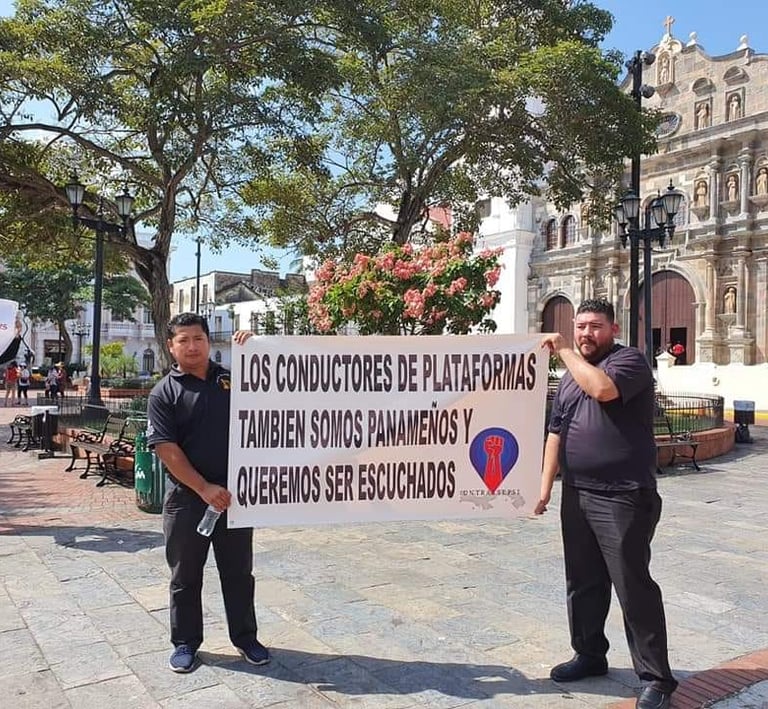 LOS CONDUCTORES DE PLATAFORMAS
TAMBIEN SOMOS PANAMEÑOS Y
QUEREMOS SER ESCUCHADOS